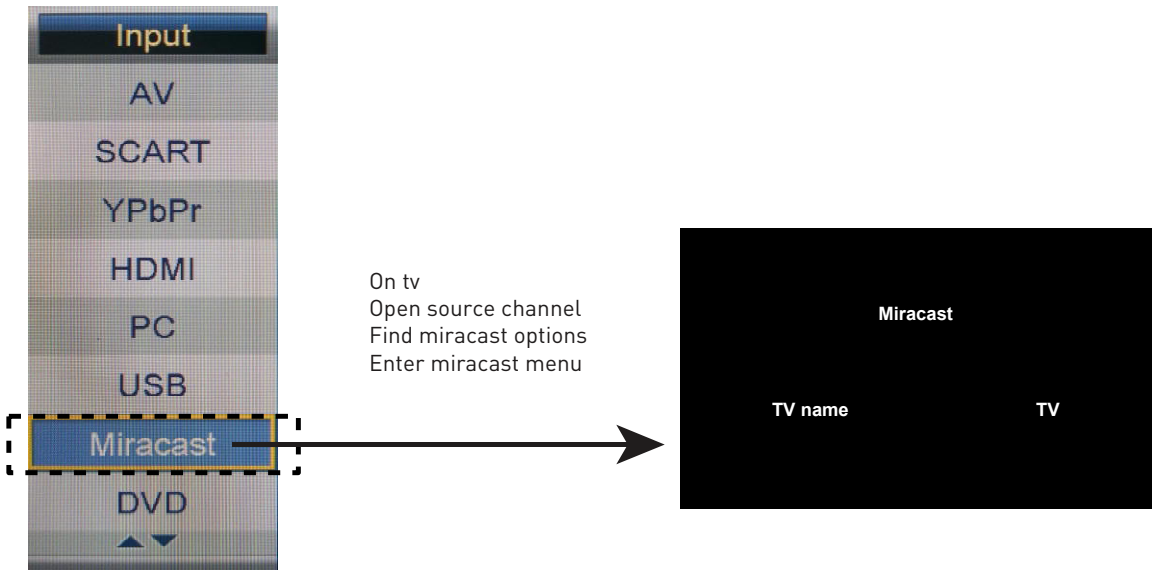 Input
AV
SCART
YPbPr
HDMI
PC
USB
Miracast
DVD
On tv
Open source channel
Find miracast options
Enter miracast menu
Miracast
TV name TV